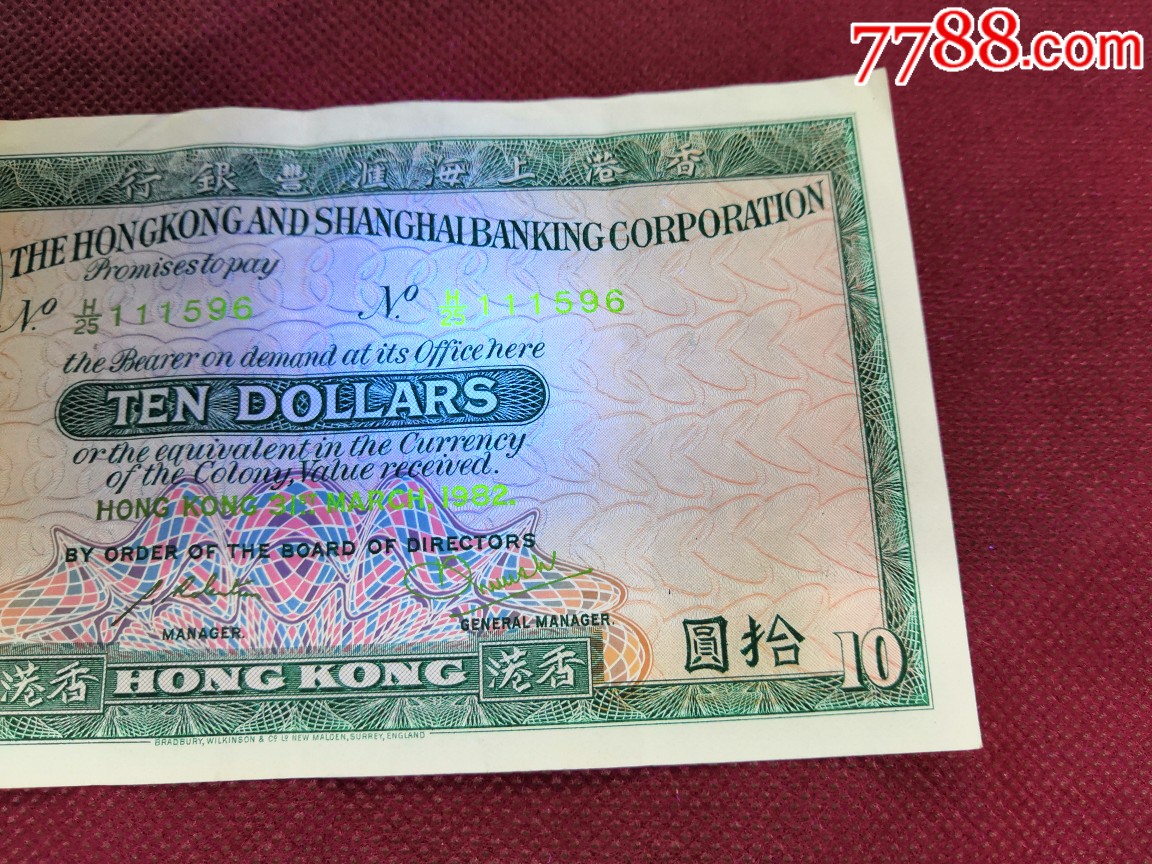 7788.com
行銀豐滙海上港香
THE HONGKONG AND SHANGHAI BANKING CORPORATION
Promises to pay
No. H/25 111596 No. H/25 111596
the Bearer on demand at its Office here
TEN DOLLARS
or the equivalent in the Currency
of the Colony, Value received.
HONG KONG 31ST MARCH, 1982.
BY ORDER OF THE BOARD OF DIRECTORS
MANAGER.
GENERAL MANAGER.
圓拾
10
港香 HONG KONG 港香
BRADBURY, WILKINSON & Co. Ld. NEW MALDEN, SURREY, ENGLAND